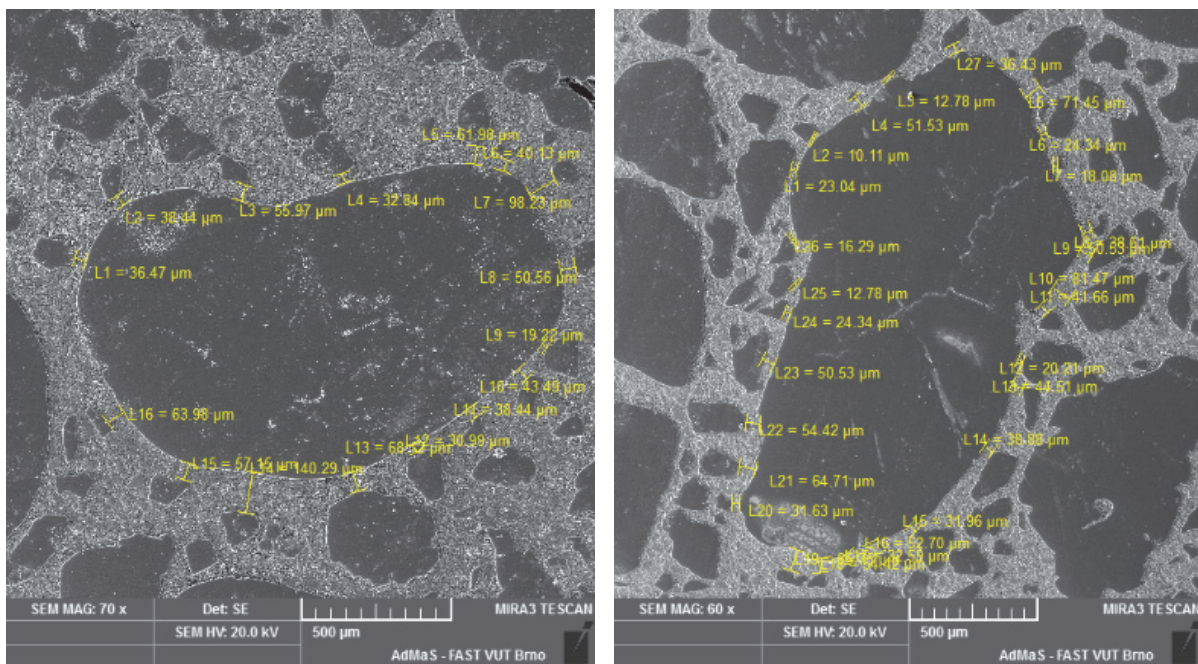 L5 = 61.98 µm
L6 = 40.13 µm
L4 = 32.84 µm
L7 = 98.23 µm
L3 = 55.97 µm
L2 = 38.44 µm
L1 = 36.47 µm
L8 = 50.56 µm
L9 = 19.22 µm
L10 = 43.49 µm
L11 = 38.44 µm
L16 = 63.98 µm
L12 = 30.99 µm
L13 = 68. µm
L15 = 57.15 µm
L14 = 140.29 µm
SEM MAG: 70 x Det: SE MIRA3 TESCAN
SEM HV: 20.0 kV 500 µm
AdMaS - FAST VUT Brno
L27 = 36.43 µm
L3 = 12.78 µm
L5 = 71.45 µm
L4 = 51.53 µm
L6 = 24.34 µm
L2 = 10.11 µm
L7 = 18.08 µm
L1 = 23.04 µm
L26 = 16.29 µm
L9 =
L10 = 81.47 µm
L25 = 12.78 µm
L11 = 41.66 µm
L24 = 24.34 µm
L23 = 50.53 µm
L12 = 20.21 µm
L13 = 44.51 µm
L22 = 54.42 µm
L14 = 38.88 µm
L21 = 64.71 µm
L20 = 31.63 µm
L15 = 31.96 µm
L16 = 52.70 µm
SEM MAG: 60 x Det: SE MIRA3 TESCAN
SEM HV: 20.0 kV 500 µm
AdMaS - FAST VUT Brno